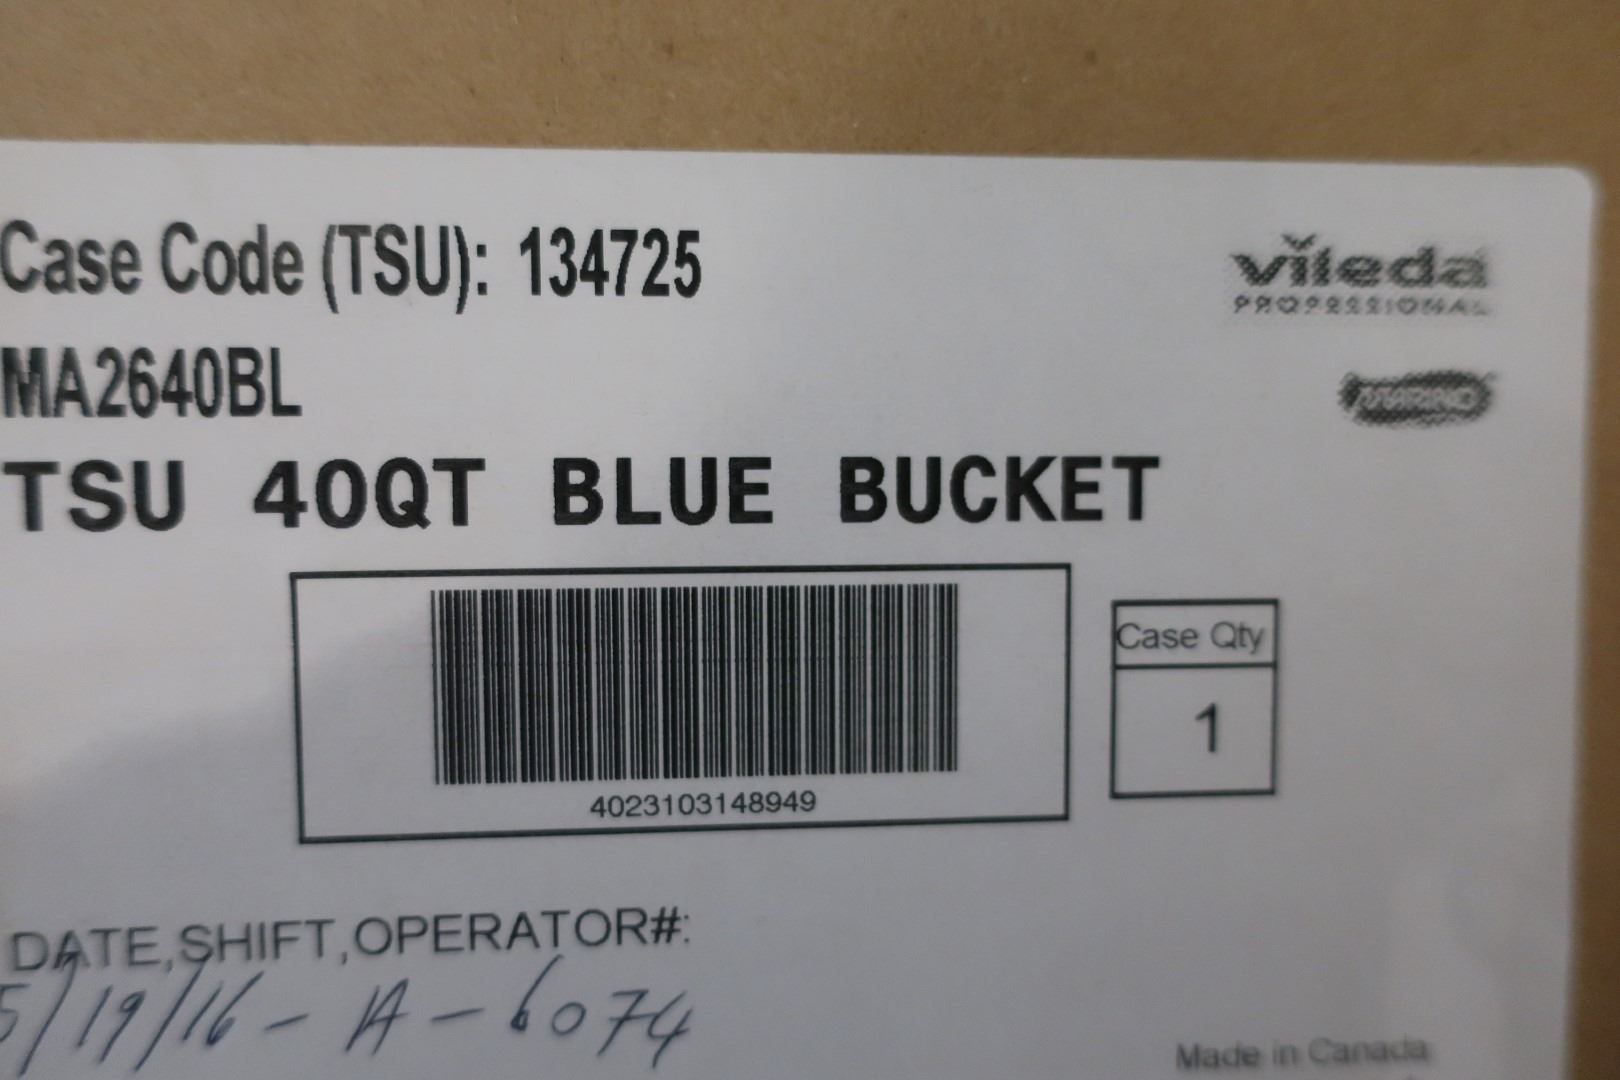 Case Code (TSU): 134725
vileda
PROFESSIONAL
MA2640BL
MARINO
TSU 40QT BLUE BUCKET
Case Qty
1
4023103148949
DATE,SHIFT,OPERATOR#:
5/19/16 - A - 6074
Made in Canada